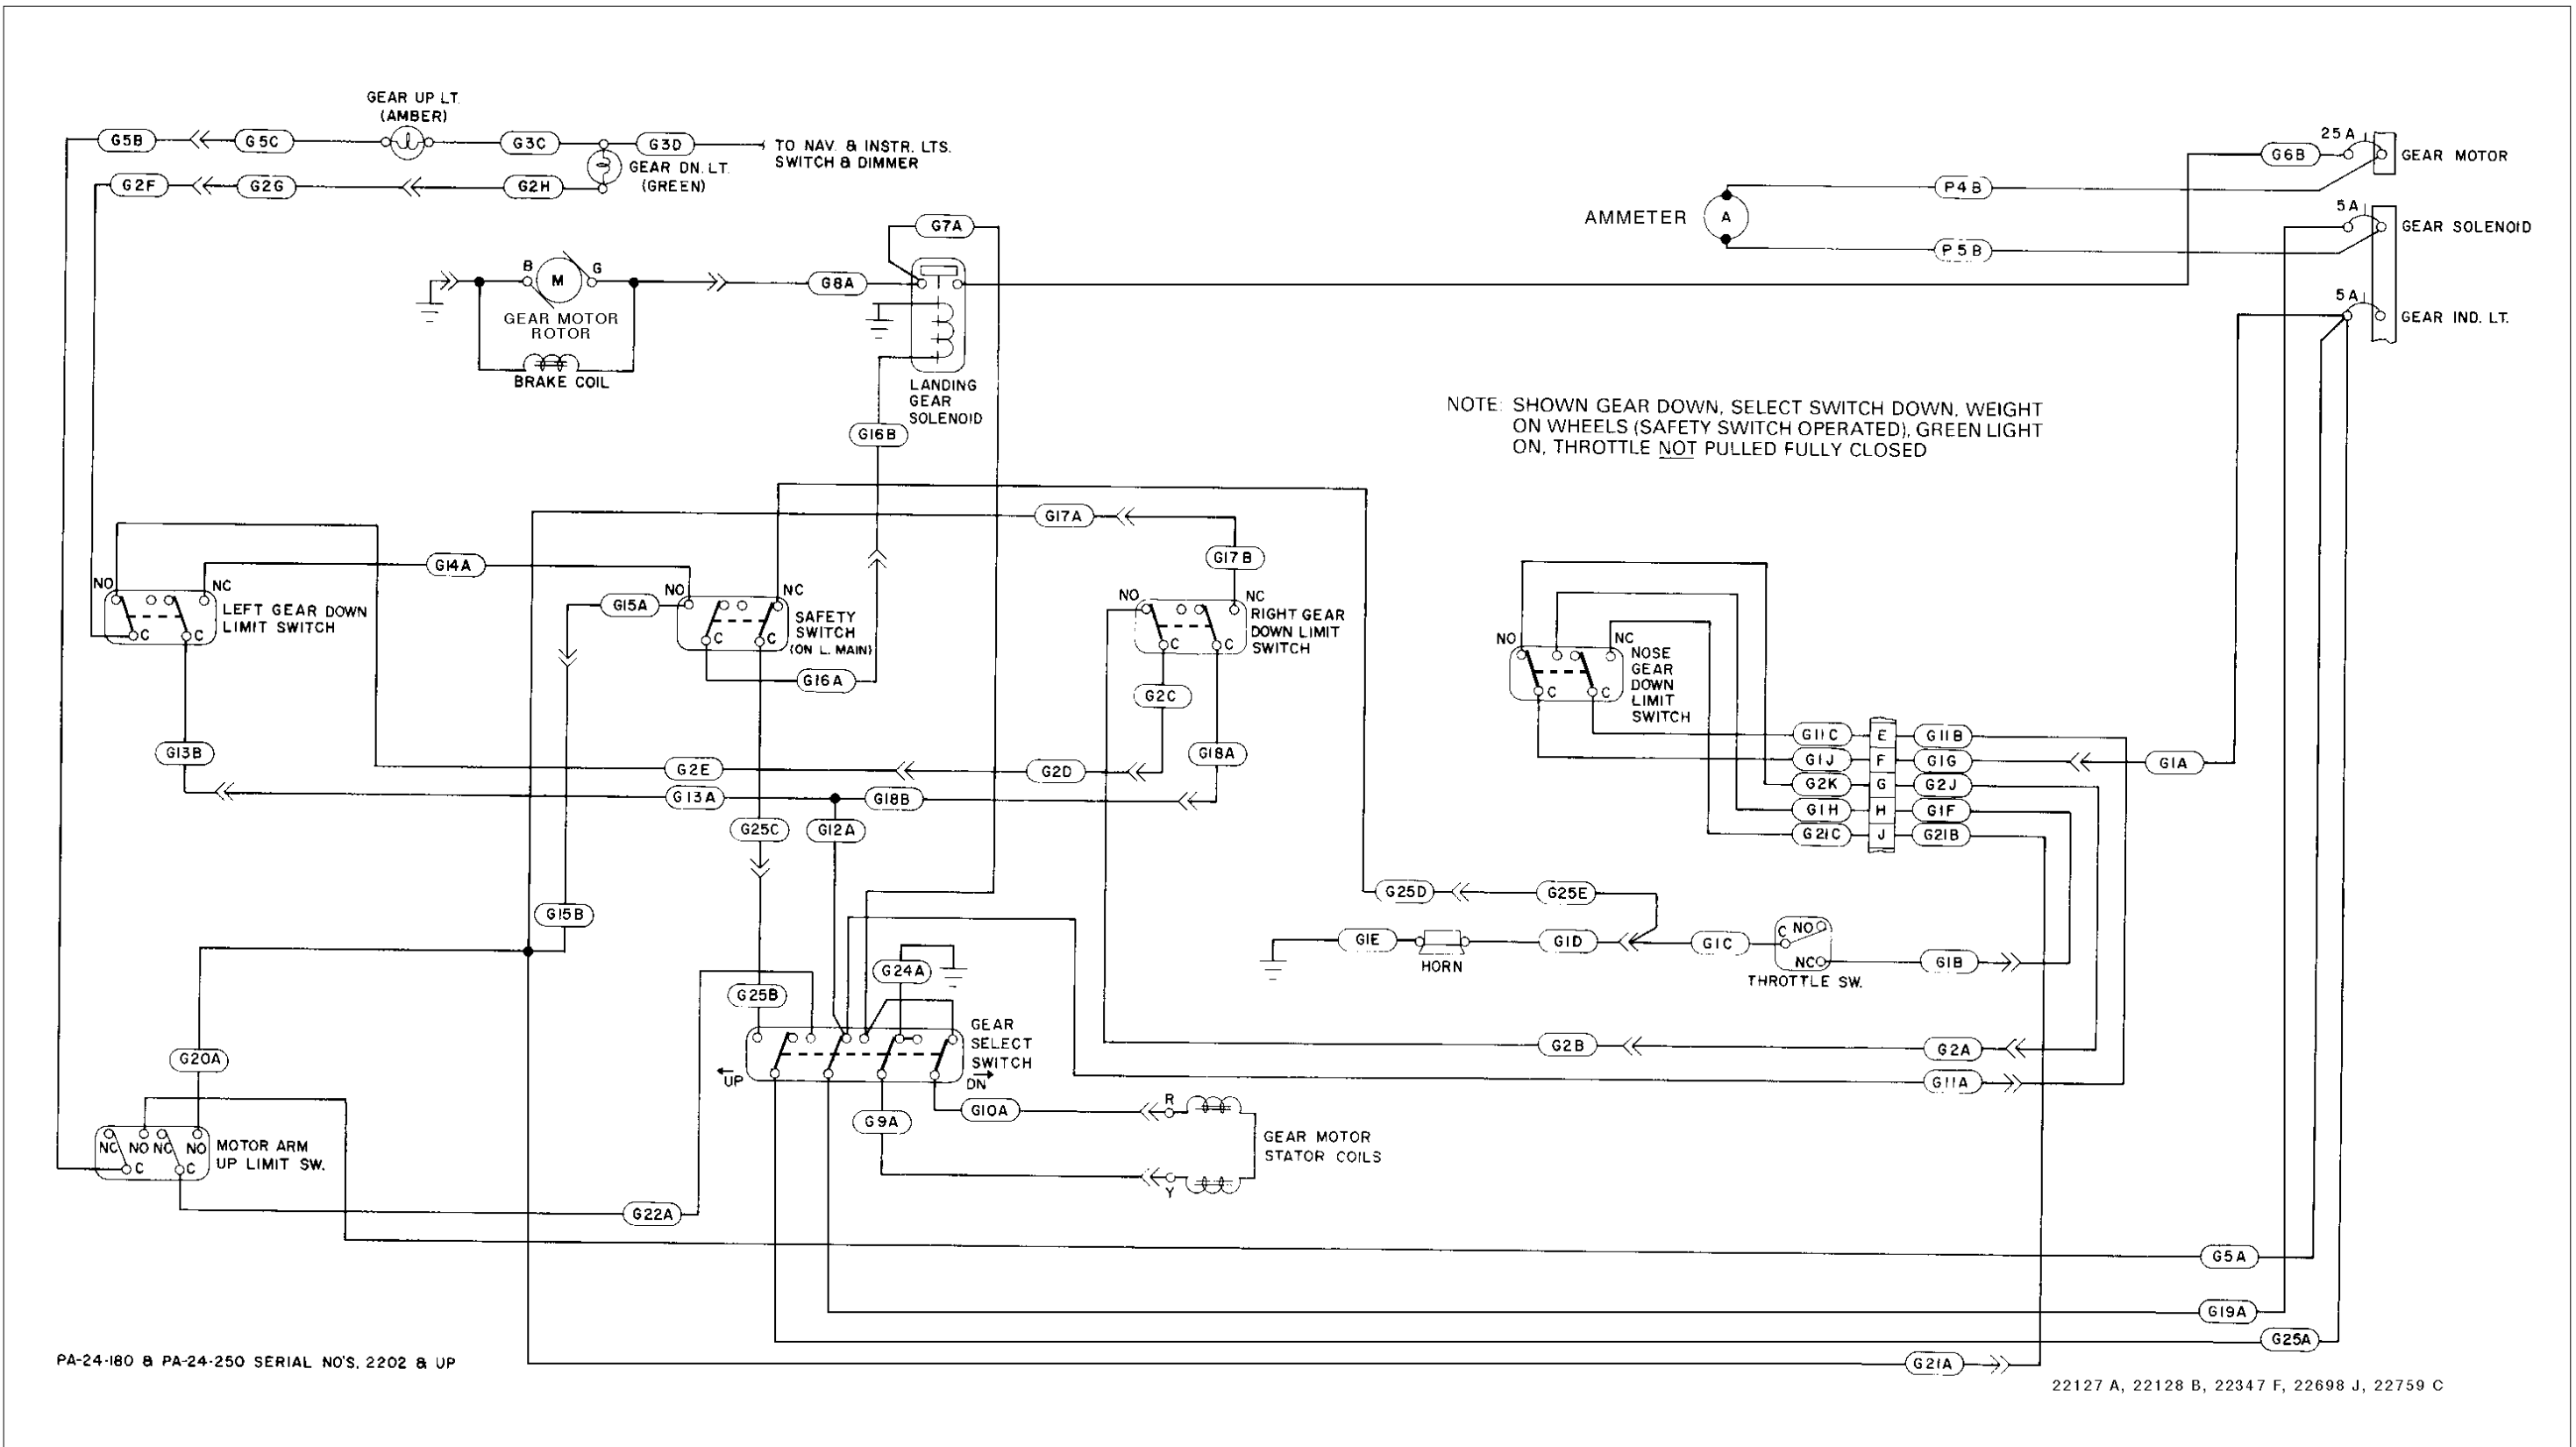 GEAR UP LT.
(AMBER)
G5B
G5C
G3C
G3D
TO NAV. & INSTR. LTS.
SWITCH & DIMMER
GEAR DN. LT.
(GREEN)
G2F
G2G
G2H
25A
G6B
GEAR MOTOR
P4B
AMMETER
A
P5B
5A
GEAR SOLENOID
5A
GEAR IND. LT.
G7A
B
M
G
G8A
GEAR MOTOR
ROTOR
BRAKE COIL
LANDING
GEAR
SOLENOID
G16B
NOTE: SHOWN GEAR DOWN, SELECT SWITCH DOWN, WEIGHT
ON WHEELS (SAFETY SWITCH OPERATED), GREEN LIGHT
ON, THROTTLE NOT PULLED FULLY CLOSED
G17A
G17B
G14A
NO
NC
C
C
LEFT GEAR DOWN
LIMIT SWITCH
G15A
NO
NC
C
C
SAFETY
SWITCH
(ON L. MAIN)
G16A
NO
NC
C
C
RIGHT GEAR
DOWN LIMIT
SWITCH
G2C
G18A
NO
NC
C
C
NOSE
GEAR
DOWN
LIMIT
SWITCH
G13B
G2E
G2D
G13A
G18B
G25C
G12A
G11C
E
G11B
G1J
F
G1G
G1A
G2K
G
G2J
G1H
H
G1F
G21C
J
G21B
G25D
G25E
G15B
G1E
HORN
G1D
G1C
C
NO
NC
THROTTLE SW.
G1B
G24A
G25B
GEAR
SELECT
SWITCH
UP
DN
G2B
G2A
G11A
G20A
G10A
R
G9A
Y
GEAR MOTOR
STATOR COILS
NC
NO
NC
NO
C
C
MOTOR ARM
UP LIMIT SW.
G22A
G5A
G19A
G25A
G21A
PA-24-180 & PA-24-250 SERIAL NO'S. 2202 & UP
22127 A, 22128 B, 22347 F, 22698 J, 22759 C